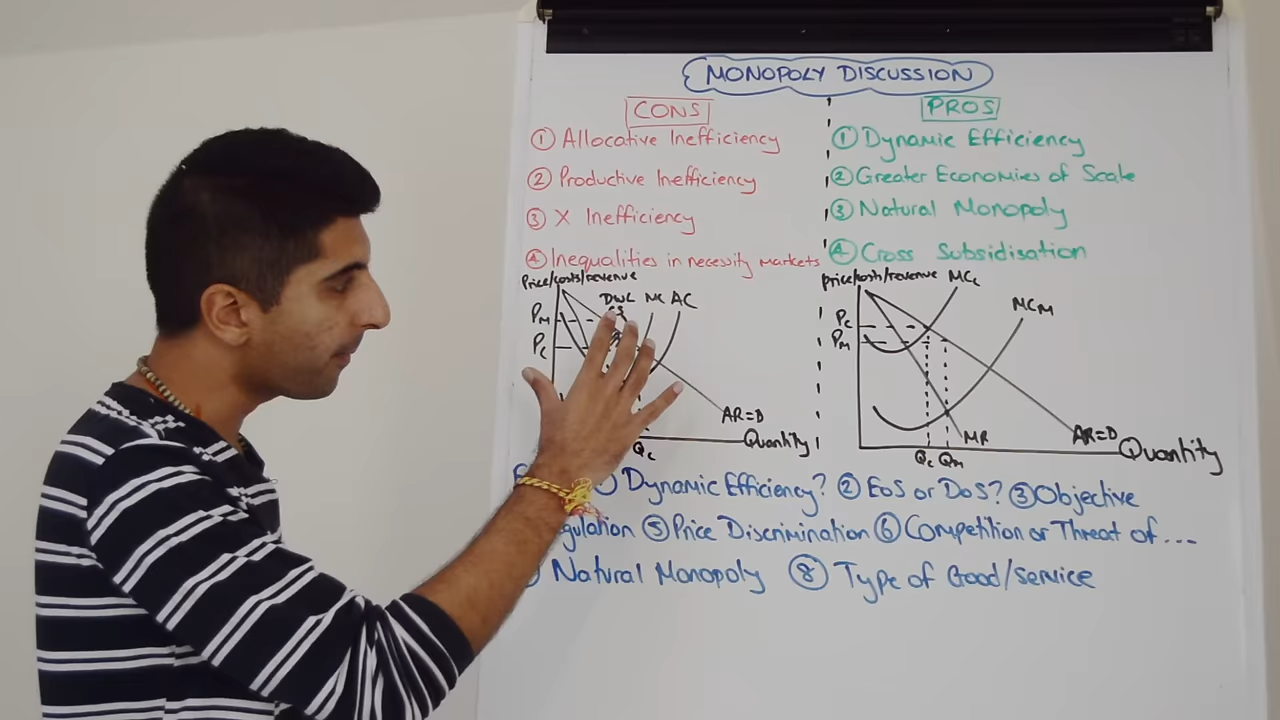 MONOPOLY DISCUSSION
CONS
① Allocative Inefficiency
② Productive Inefficiency
③ X Inefficiency
④ Inequalities in necessity markets
PROS
① Dynamic Efficiency
② Greater Economies of Scale
③ Natural Monopoly
④ Cross Subsidisation
Price/costs/revenue
DWL
MC AC
PM
PC
AR=D
Quantity
QC
price/costs/revenue
MCC
MCM
PC
PM
MR
AR=D
Quantity
QC QM
Dynamic Efficiency? ② EoS or DoS? ③ Objective
gulation ⑤ Price Discrimination ⑥ Competition or Threat of...
Natural Monopoly ⑧ Type of Good/service